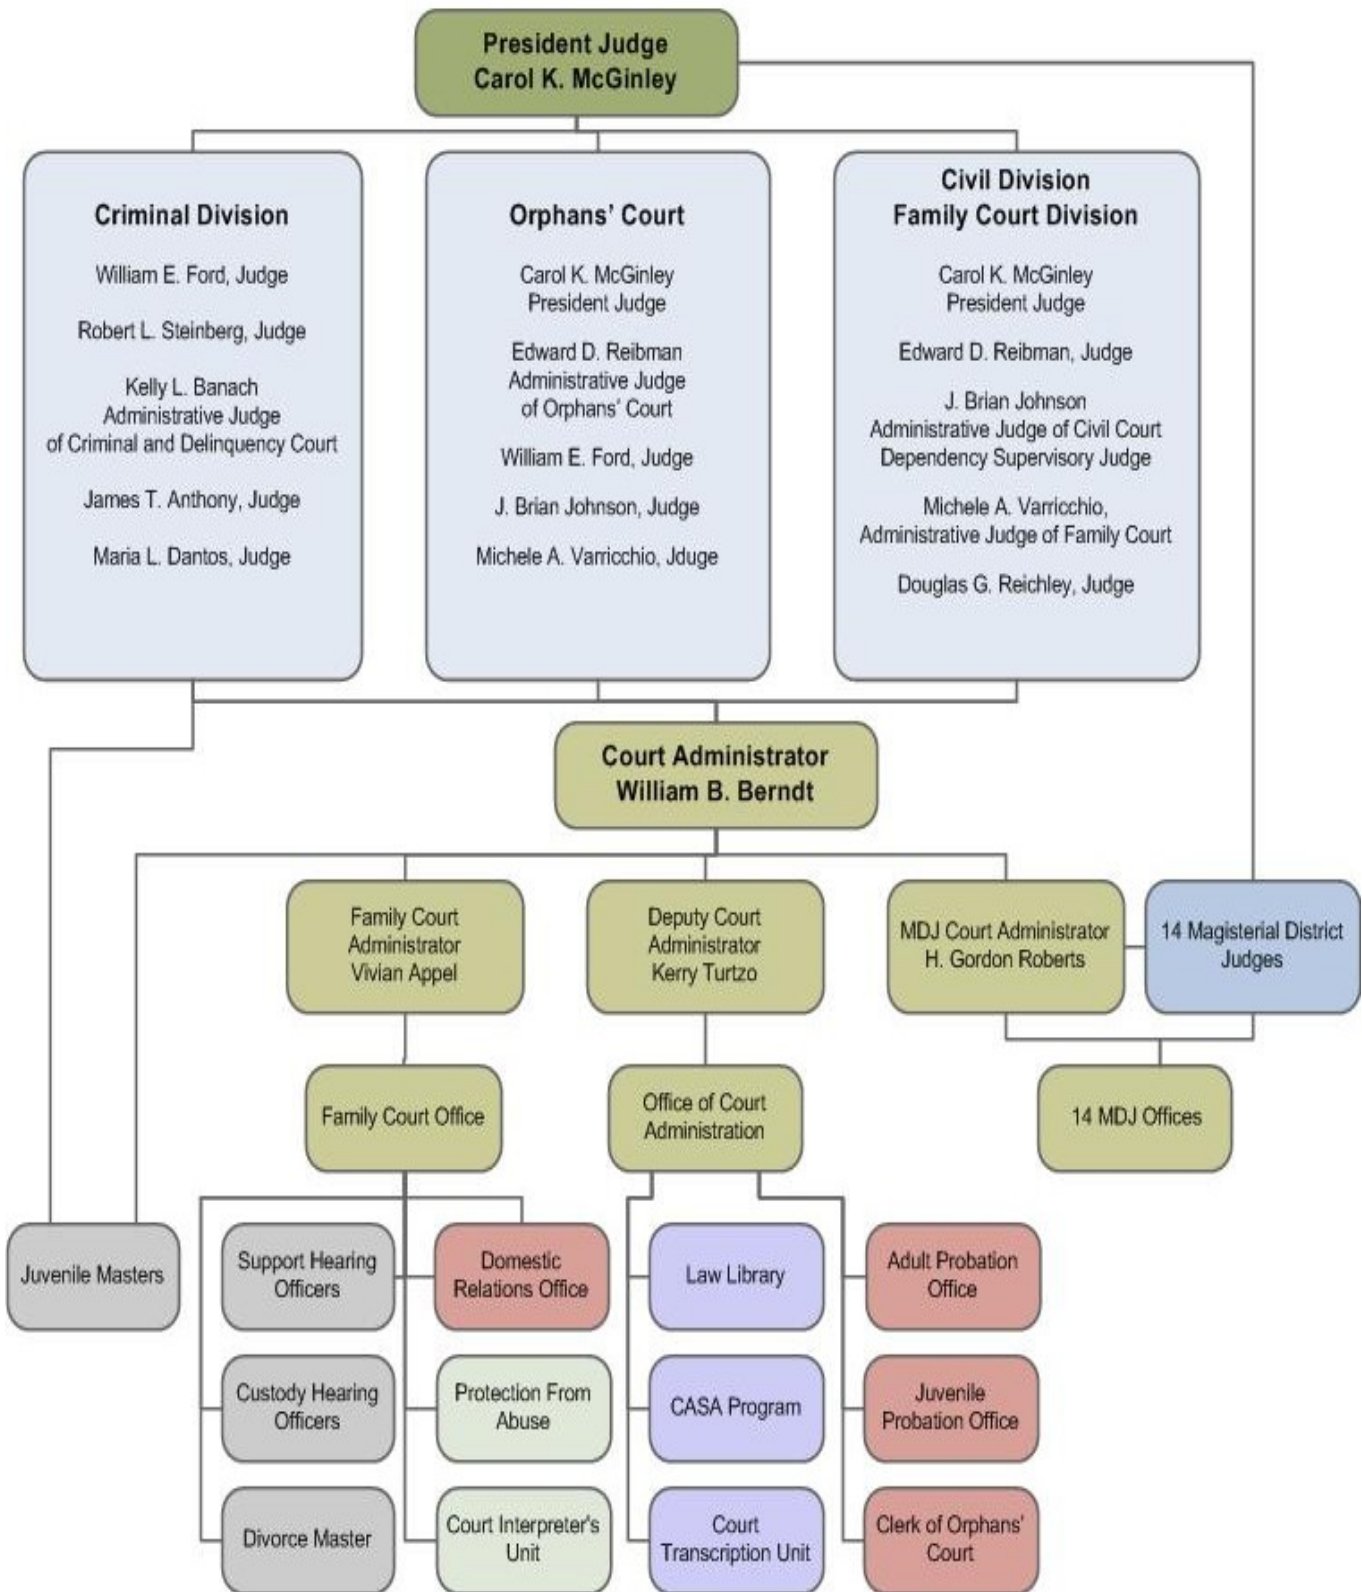 President Judge
Carol K. McGinley
Criminal Division
William E. Ford, Judge
Robert L. Steinberg, Judge
Kelly L. Banach
Administrative Judge
of Criminal and Delinquency Court
James T. Anthony, Judge
Maria L. Dantos, Judge
Orphans’ Court
Carol K. McGinley
President Judge
Edward D. Reibman
Administrative Judge
of Orphans’ Court
William E. Ford, Judge
J. Brian Johnson, Judge
Michele A. Varricchio, Jduge
Civil Division
Family Court Division
Carol K. McGinley
President Judge
Edward D. Reibman, Judge
J. Brian Johnson
Administrative Judge of Civil Court
Dependency Supervisory Judge
Michele A. Varricchio,
Administrative Judge of Family Court
Douglas G. Reichley, Judge
Court Administrator
William B. Berndt
Family Court
Administrator
Vivian Appel
Deputy Court
Administrator
Kerry Turtzo
MDJ Court Administrator
H. Gordon Roberts
14 Magisterial District
Judges
Family Court Office
Office of Court
Administration
14 MDJ Offices
Juvenile Masters
Support Hearing
Officers
Domestic
Relations Office
Law Library
Adult Probation
Office
Custody Hearing
Officers
Protection From
Abuse
CASA Program
Juvenile
Probation Office
Divorce Master
Court Interpreter's
Unit
Court
Transcription Unit
Clerk of Orphans'
Court